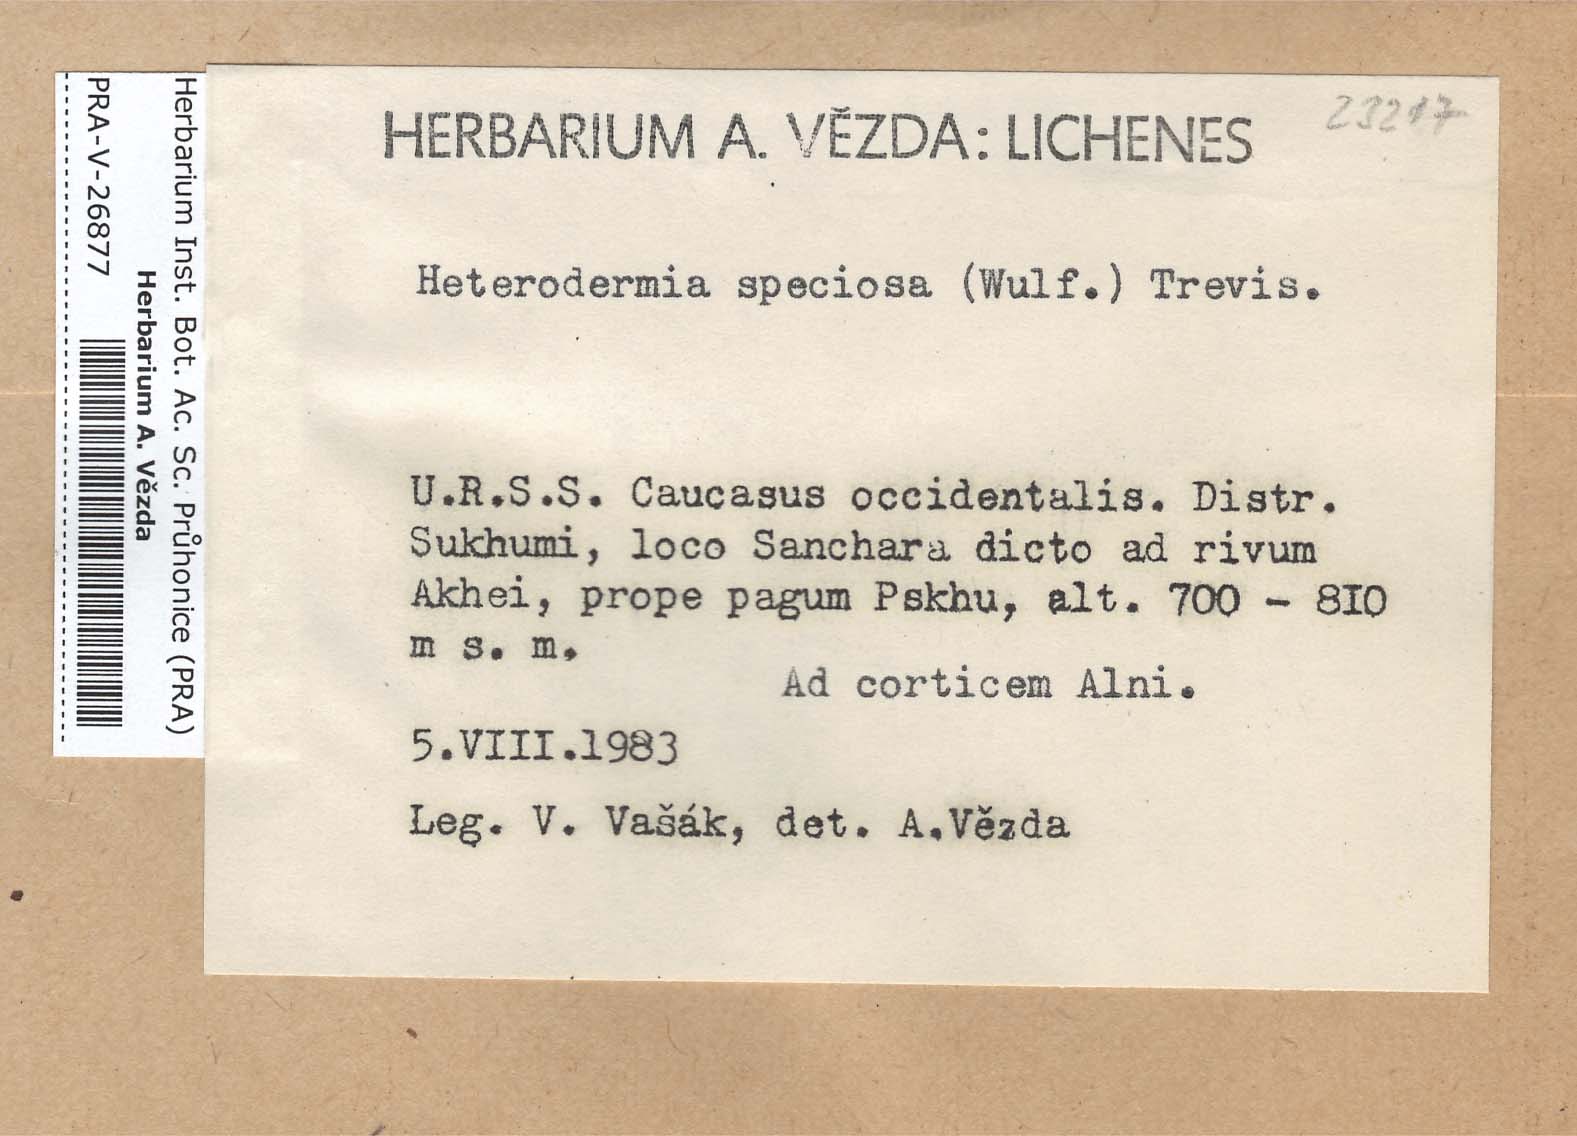 HERBARIUM A. VĚZDA: LICHENES
23217
Heterodermia speciosa (Wulf.) Trevis.
U.R.S.S. Caucasus occidentalis. Distr.
Sukhumi, loco Sanchara dicto ad rivum
Akhei, prope pagum Pskhu, alt. 700 - 8I0
m s. m.
Ad corticem Alni.
5.VIII.1983
Leg. V. Vašák, det. A.Vězda
Herbarium Inst. Bot. Ac. Sc. Průhonice (PRA)
Herbarium A. Vězda
PRA-V-26877